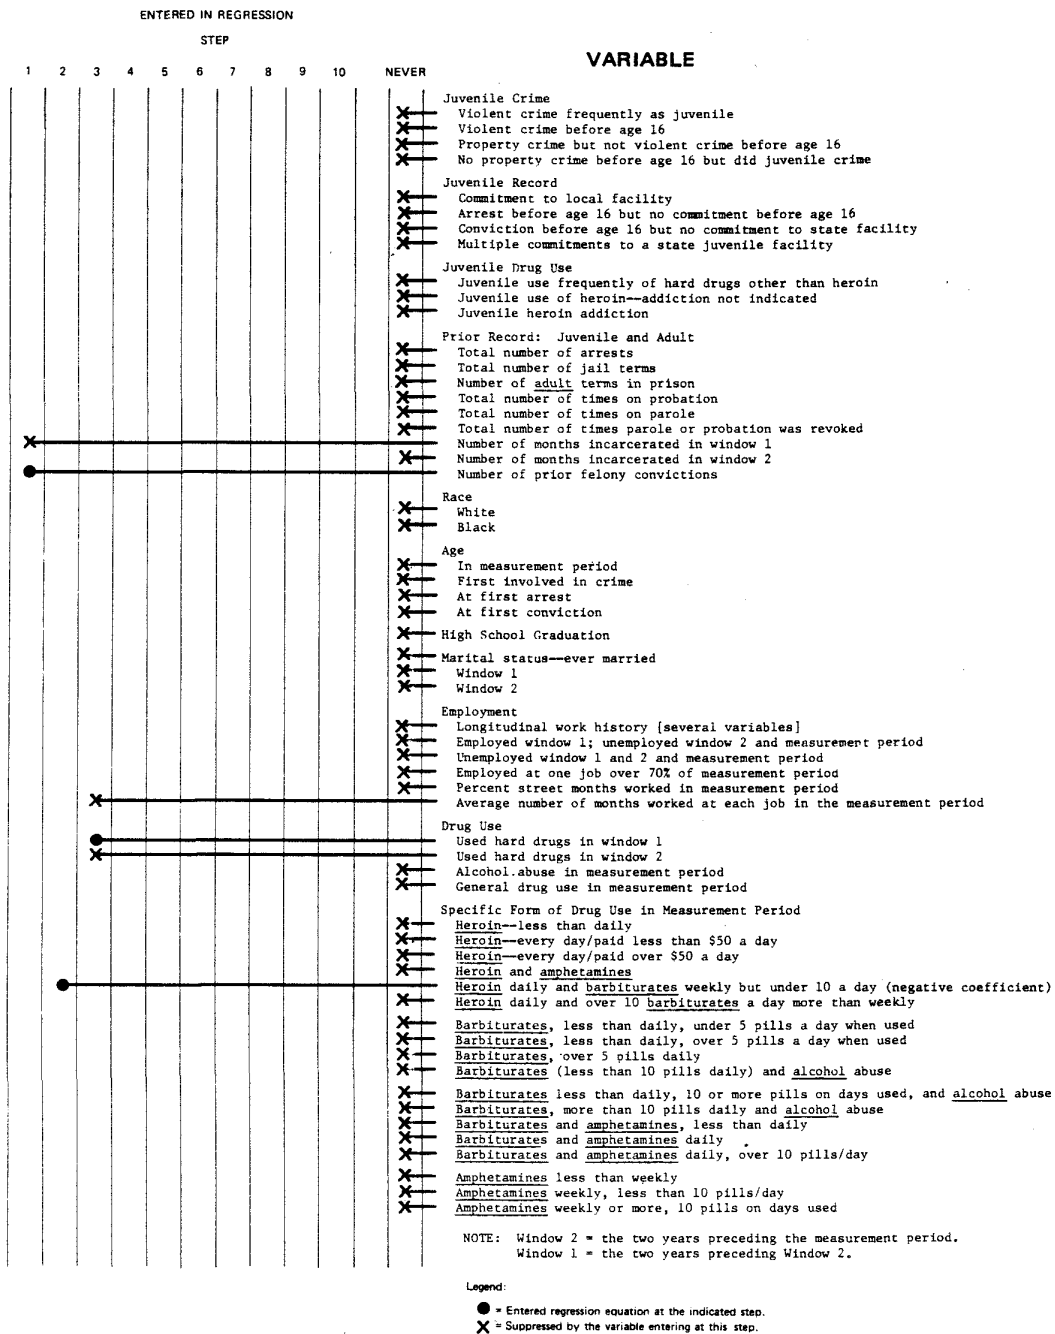 ENTERED IN REGRESSION
STEP
VARIABLE
1 2 3 4 5 6 7 8 9 10 NEVER
Juvenile Crime
Violent crime frequently as juvenile
Violent crime before age 16
Property crime but not violent crime before age 16
No property crime before age 16 but did juvenile crime
Juvenile Record
Commitment to local facility
Arrest before age 16 but no commitment before age 16
Conviction before age 16 but no commitment to state facility
Multiple commitments to a state juvenile facility
Juvenile Drug Use
Juvenile use frequently of hard drugs other than heroin
Juvenile use of heroin--addiction not indicated
Juvenile heroin addiction
Prior Record: Juvenile and Adult
Total number of arrests
Total number of jail terms
Number of adult terms in prison
Total number of times on probation
Total number of times on parole
Total number of times parole or probation was revoked
Number of months incarcerated in window 1
Number of months incarcerated in window 2
Number of prior felony convictions
Race
White
Black
Age
In measurement period
First involved in crime
At first arrest
At first conviction
High School Graduation
Marital status--ever married
Window 1
Window 2
Employment
Longitudinal work history [several variables]
Employed window 1; unemployed window 2 and measurement period
Unemployed window 1 and 2 and measurement period
Employed at one job over 70% of measurement period
Percent street months worked in measurement period
Average number of months worked at each job in the measurement period
Drug Use
Used hard drugs in window 1
Used hard drugs in window 2
Alcohol abuse in measurement period
General drug use in measurement period
Specific Form of Drug Use in Measurement Period
Heroin--less than daily
Heroin--every day/paid less than $50 a day
Heroin--every day/paid over $50 a day
Heroin and amphetamines
Heroin daily and barbiturates weekly but under 10 a day (negative coefficient)
Heroin daily and over 10 barbiturates a day more than weekly
Barbiturates, less than daily, under 5 pills a day when used
Barbiturates, less than daily, over 5 pills a day when used
Barbiturates, over 5 pills daily
Barbiturates (less than 10 pills daily) and alcohol abuse
Barbiturates less than daily, 10 or more pills on days used, and alcohol abuse
Barbiturates, more than 10 pills daily and alcohol abuse
Barbiturates and amphetamines, less than daily
Barbiturates and amphetamines daily
Barbiturates and amphetamines daily, over 10 pills/day
Amphetamines less than weekly
Amphetamines weekly, less than 10 pills/day
Amphetamines weekly or more, 10 pills on days used
NOTE: Window 2 = the two years preceding the measurement period.
Window 1 = the two years preceding Window 2.
Legend:
● = Entered regression equation at the indicated step.
X = Suppressed by the variable entering at this step.